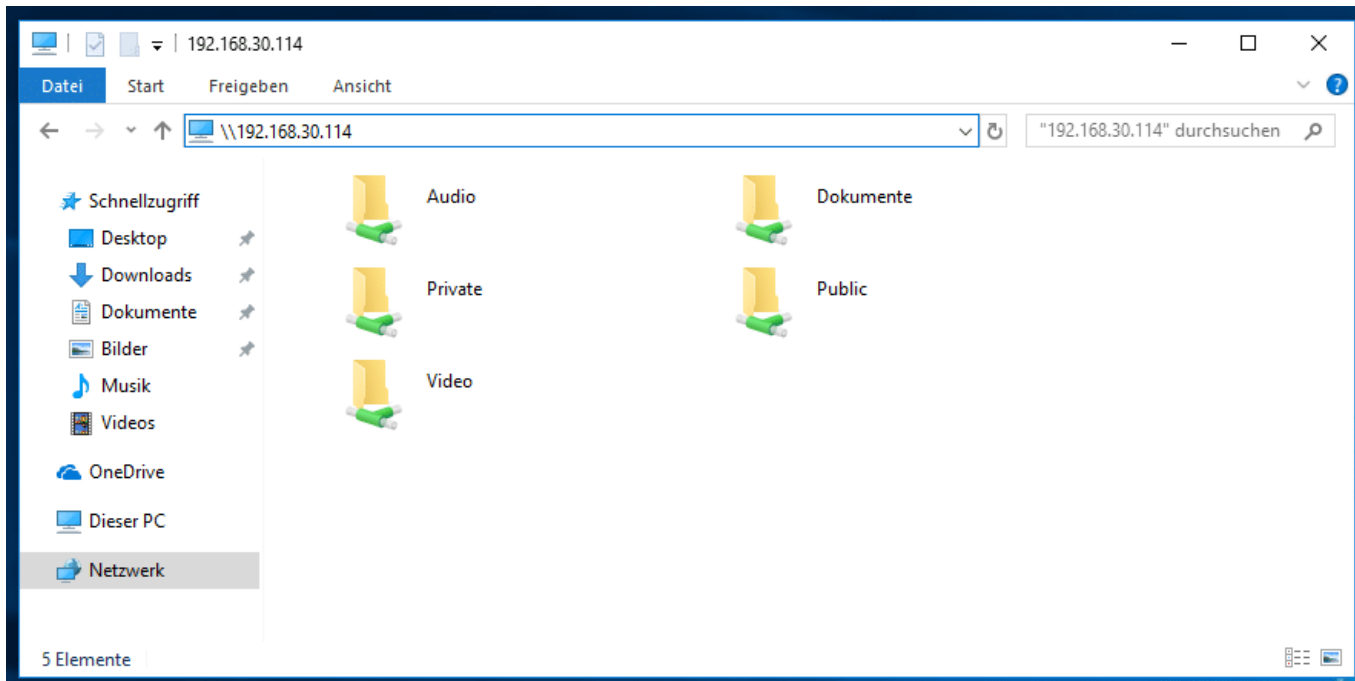 192.168.30.114
Datei Start Freigeben Ansicht
\\192.168.30.114 "192.168.30.114" durchsuchen
Schnellzugriff
Desktop
Downloads
Dokumente
Bilder
Musik
Videos
OneDrive
Dieser PC
Netzwerk
Audio Dokumente
Private Public
Video
5 Elemente